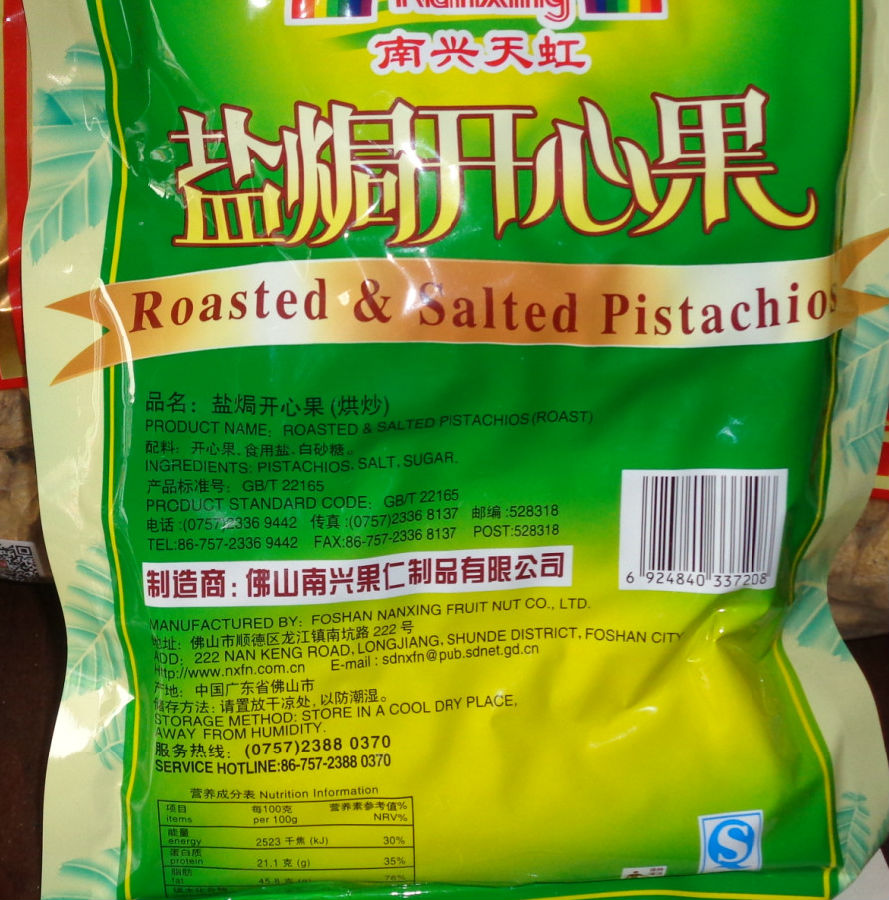 Nanxing
南兴天虹
盐焗开心果
Roasted & Salted Pistachios
品名：盐焗开心果(烘炒)
PRODUCT NAME: ROASTED & SALTED PISTACHIOS(ROAST)
配料：开心果、食用盐、白砂糖。
INGREDIENTS: PISTACHIOS, SALT, SUGAR.
产品标准号：GB/T 22165
PRODUCT STANDARD CODE: GB/T 22165
电话:(0757)2336 9442 传真:(0757)2336 8137 邮编:528318
TEL:86-757-2336 9442 FAX:86-757-2336 8137 POST:528318
制造商：佛山南兴果仁制品有限公司
MANUFACTURED BY: FOSHAN NANXING FRUIT NUT CO., LTD.
地址：佛山市顺德区龙江镇南坑路 222 号
ADD: 222 NAN KENG ROAD, LONGJIANG, SHUNDE DISTRICT, FOSHAN CITY
Http://www.nxfn.com.cn E-mail : sdnxfn@pub.sdnet.gd.cn
产地：中国广东省佛山市
储存方法：请置放干凉处，以防潮湿。
STORAGE METHOD: STORE IN A COOL DRY PLACE,
AWAY FROM HUMIDITY.
服务热线：(0757)2388 0370
SERVICE HOTLINE:86-757-2388 0370
6 924840 337208
营养成分表 Nutrition Information
项目 每100克 营养素参考值%
items per 100g NRV%
能量
energy 2523 千焦 (kJ) 30%
蛋白质
protein 21.1 克 (g) 35%
脂肪
fat 45.8 克 (g) 76%
碳水化合物
S